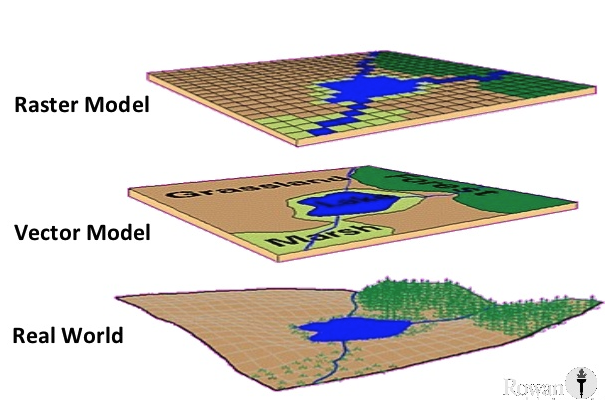 Raster Model
Grassland
Forest
Lake
Vector Model
Marsh
Real World
Rowan